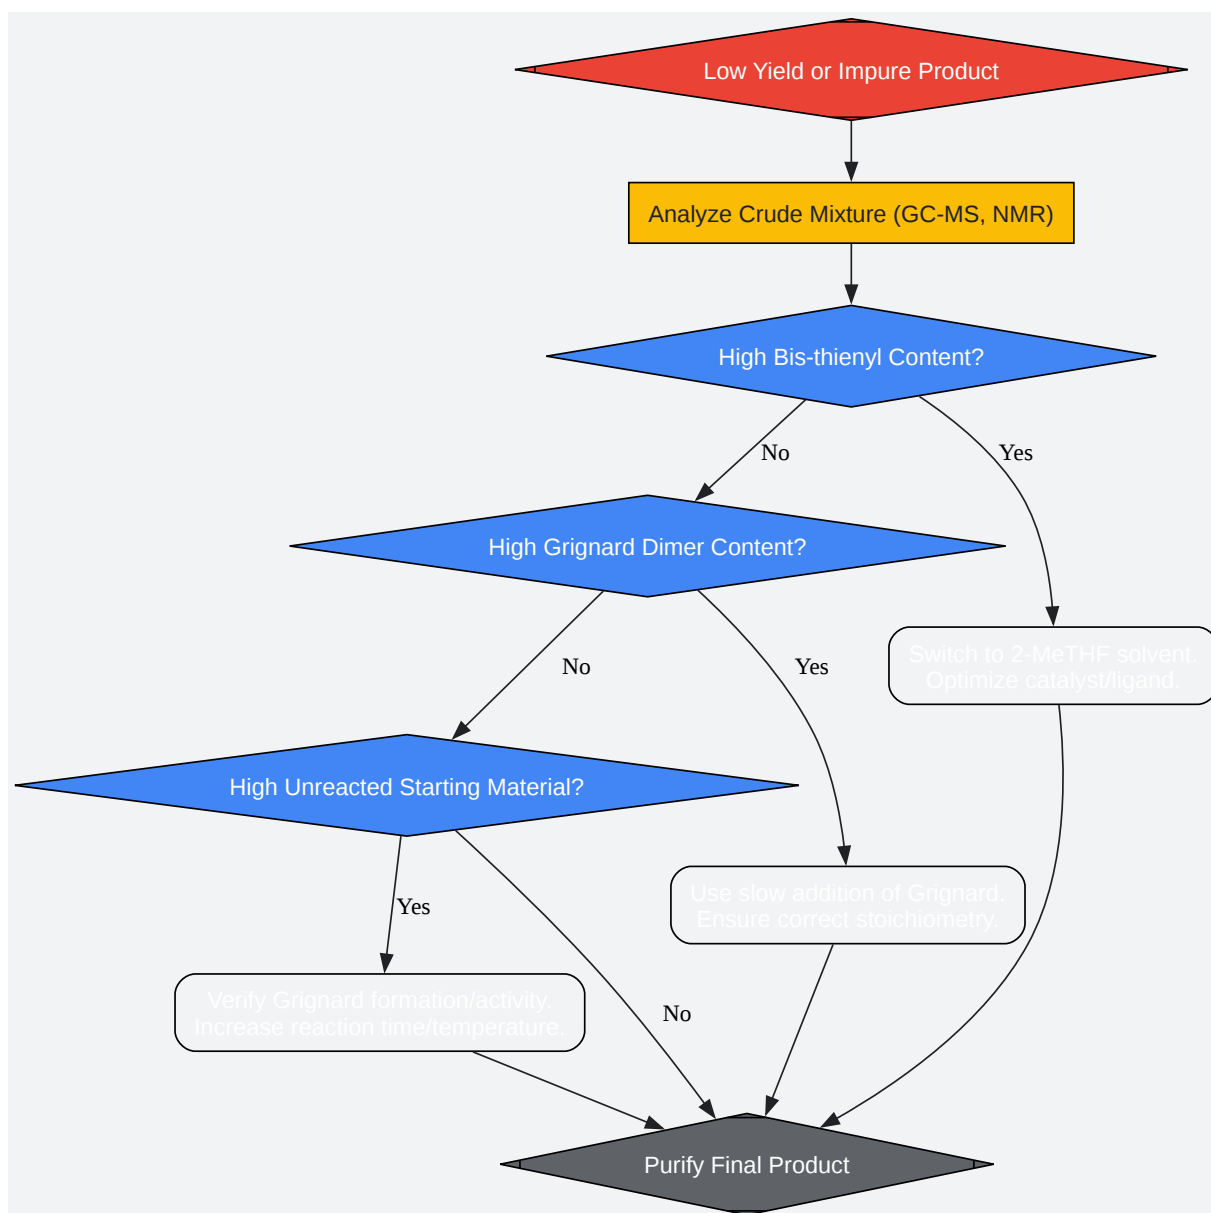 Low Yield or Impure Product
Analyze Crude Mixture (GC-MS, NMR)
High Bis-thienyl Content?
No
Yes
High Grignard Dimer Content?
Switch to 2-MeTHF solvent.
Optimize catalyst/ligand.
No
Yes
High Unreacted Starting Material?
Use slow addition of Grignard.
Ensure correct stoichiometry.
Yes
Verify Grignard formation/activity.
Increase reaction time/temperature.
No
Purify Final Product